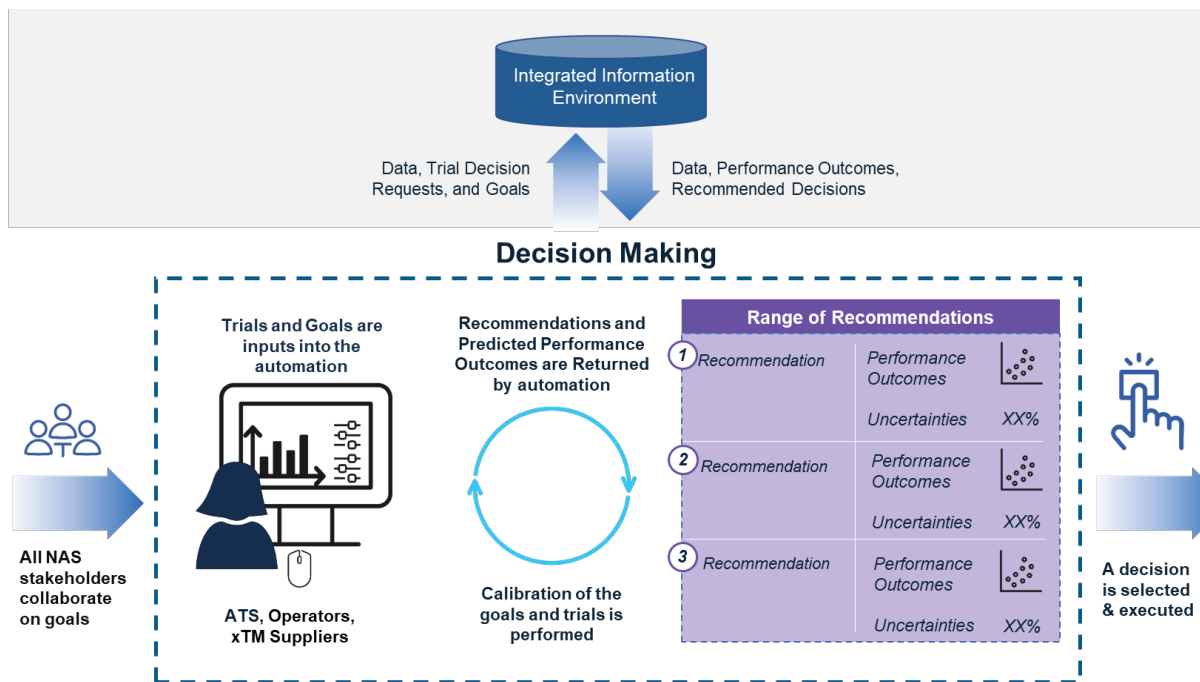 Integrated Information
Environment
Data, Trial Decision
Requests, and Goals
Data, Performance Outcomes,
Recommended Decisions
Decision Making
All NAS
stakeholders
collaborate
on goals
Trials and Goals are
inputs into the
automation
ATS, Operators,
xTM Suppliers
Recommendations and
Predicted Performance
Outcomes are Returned
by automation
Calibration of the
goals and trials is
performed
Range of Recommendations
1 Recommendation
Performance
Outcomes
Uncertainties XX%
2 Recommendation
Performance
Outcomes
Uncertainties XX%
3 Recommendation
Performance
Outcomes
Uncertainties XX%
A decision
is selected
& executed